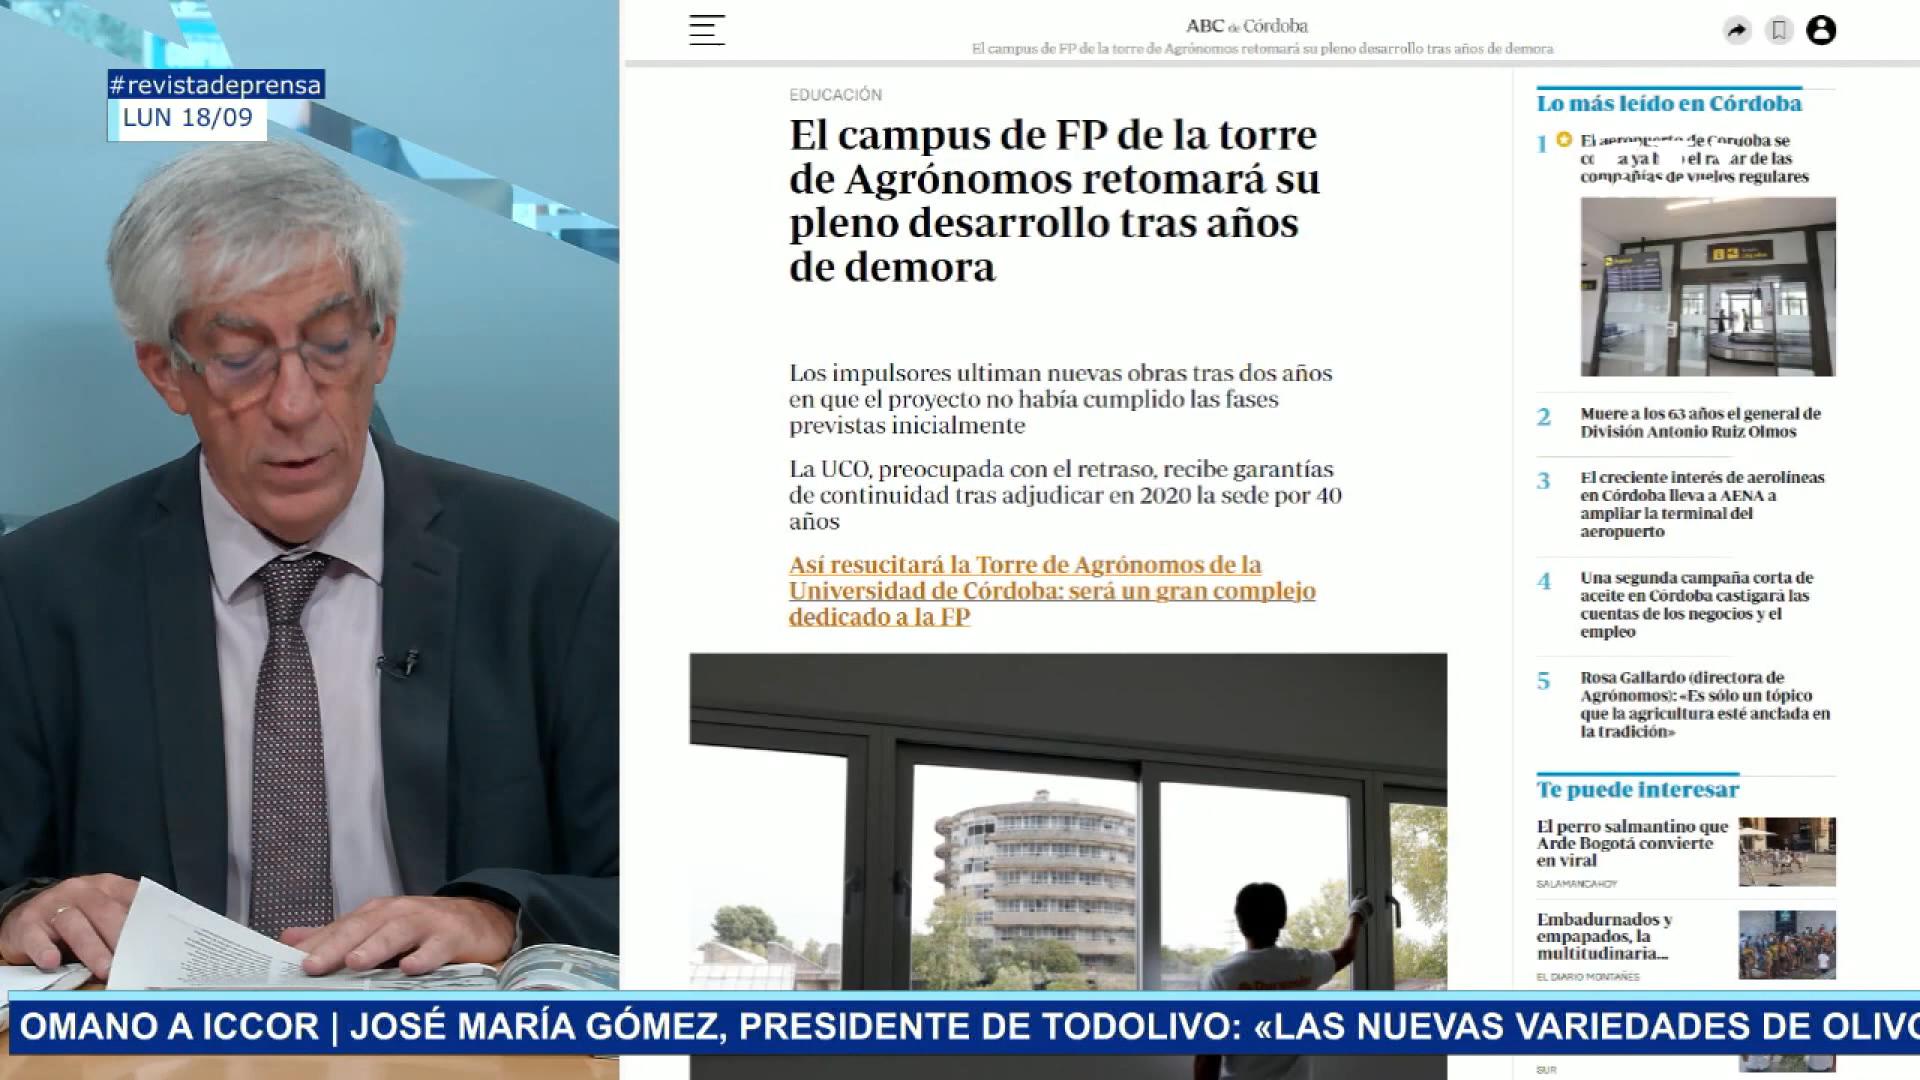 #revistadeprensa
LUN 18/09
ABC de Córdoba
El campus de FP de la torre de Agrónomos retomará su pleno desarrollo tras años de demora
EDUCACIÓN
El campus de FP de la torre
de Agrónomos retomará su
pleno desarrollo tras años
de demora
Los impulsores ultiman nuevas obras tras dos años
en que el proyecto no había cumplido las fases
previstas inicialmente
La UCO, preocupada con el retraso, recibe garantías
de continuidad tras adjudicar en 2020 la sede por 40
años
Así resucitará la Torre de Agrónomos de la
Universidad de Córdoba: será un gran complejo
dedicado a la FP
Lo más leído en Córdoba
1
El aeropuerto de Córdoba se
ya el de las
compañías de vuelos regulares
2
Muere a los 63 años el general de
División Antonio Ruiz Olmos
3
El creciente interés de aerolíneas
en Córdoba lleva a AENA a
ampliar la terminal del
aeropuerto
4
Una segunda campaña corta de
aceite en Córdoba castigará las
cuentas de los negocios y el
empleo
5
Rosa Gallardo (directora de
Agrónomos): «Es sólo un tópico
que la agricultura esté anclada en
la tradición»
Te puede interesar
El perro salmantino que
Arde Bogotá convierte
en viral
SALAMANCAHOY
Embadurnados y
empapados, la
multitudinaria...
EL DIARIO MONTAÑÉS
OMANO A ICCOR | JOSÉ MARÍA GÓMEZ, PRESIDENTE DE TODOLIVO: «LAS NUEVAS VARIEDADES DE OLIVO
SUR